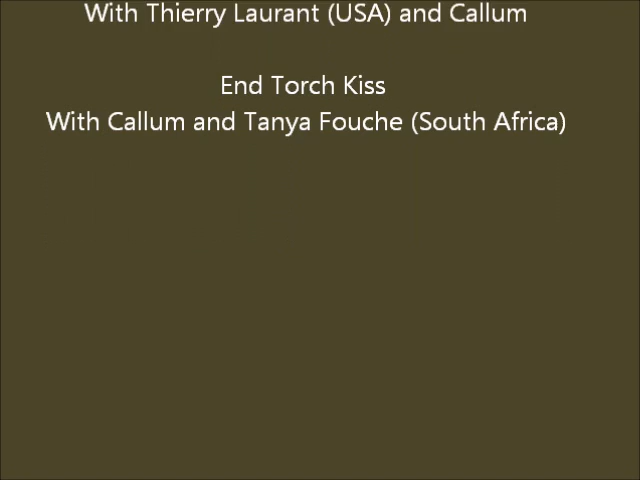 With Thierry Laurant (USA) and Callum
End Torch Kiss
With Callum and Tanya Fouche (South Africa)